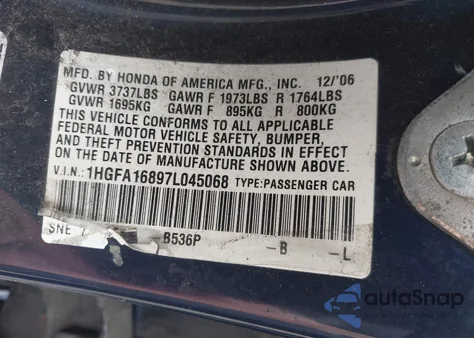 MFD. BY HONDA OF AMERICA MFG., INC. 12/'06
GVWR 3737LBS GAWR F 1973LBS R 1764LBS
GVWR 1695KG GAWR F 895KG R 800KG
THIS VEHICLE CONFORMS TO ALL APPLICABLE
FEDERAL MOTOR VEHICLE SAFETY, BUMPER,
AND THEFT PREVENTION STANDARDS IN EFFECT
ON THE DATE OF MANUFACTURE SHOWN ABOVE.
V.I.N.: 1HGFA16897L045068 TYPE:PASSENGER CAR
SNE B536P -B -L
autoSnap